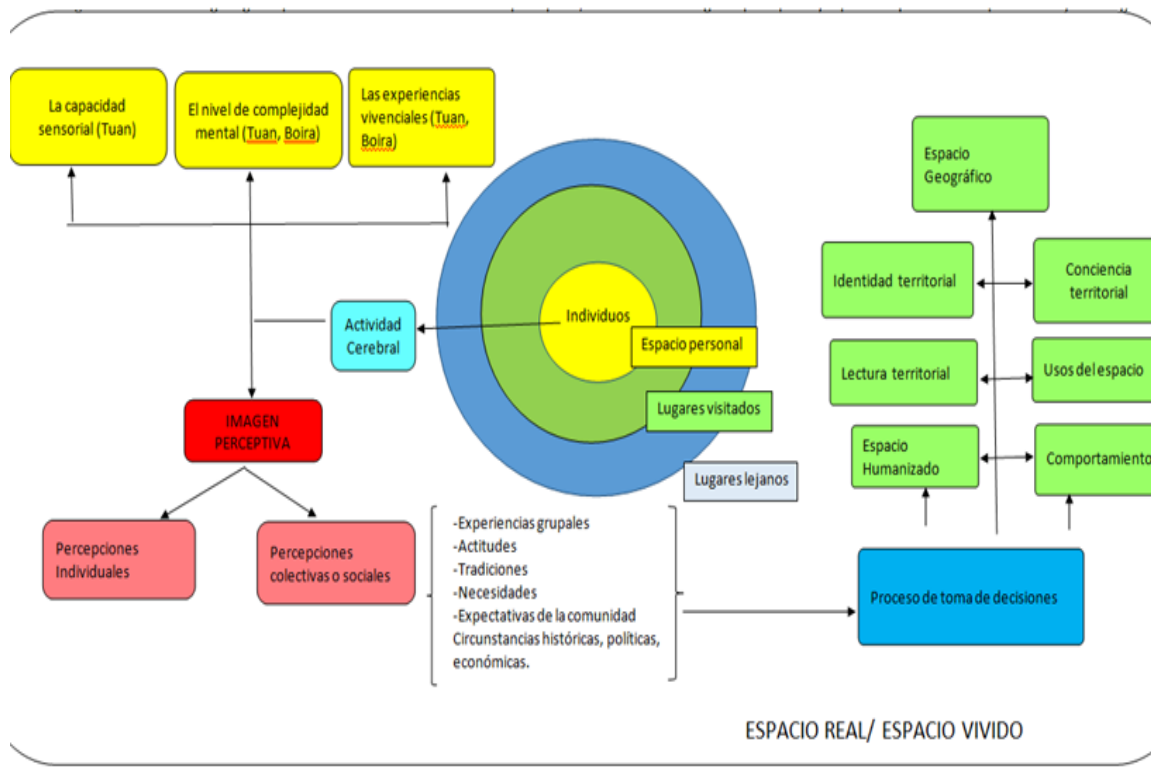 La capacidad
sensorial (Tuan)
El nivel de complejidad
mental (Tuan, Boira)
Las experiencias
vivenciales (Tuan,
Boira)
Espacio
Geográfico
Identidad territorial
Conciencia
territorial
Individuos
Actividad
Cerebral
Espacio personal
Lectura territorial
Usos del espacio
Lugares visitados
IMAGEN
PERCEPTIVA
Espacio
Humanizado
Comportamiento
Lugares lejanos
Percepciones
Individuales
Percepciones
colectivas o sociales
-Experiencias grupales
-Actitudes
-Tradiciones
-Necesidades
-Expectativas de la comunidad
Circunstancias históricas, políticas,
económicas.
Proceso de toma de decisiones
ESPACIO REAL/ ESPACIO VIVIDO